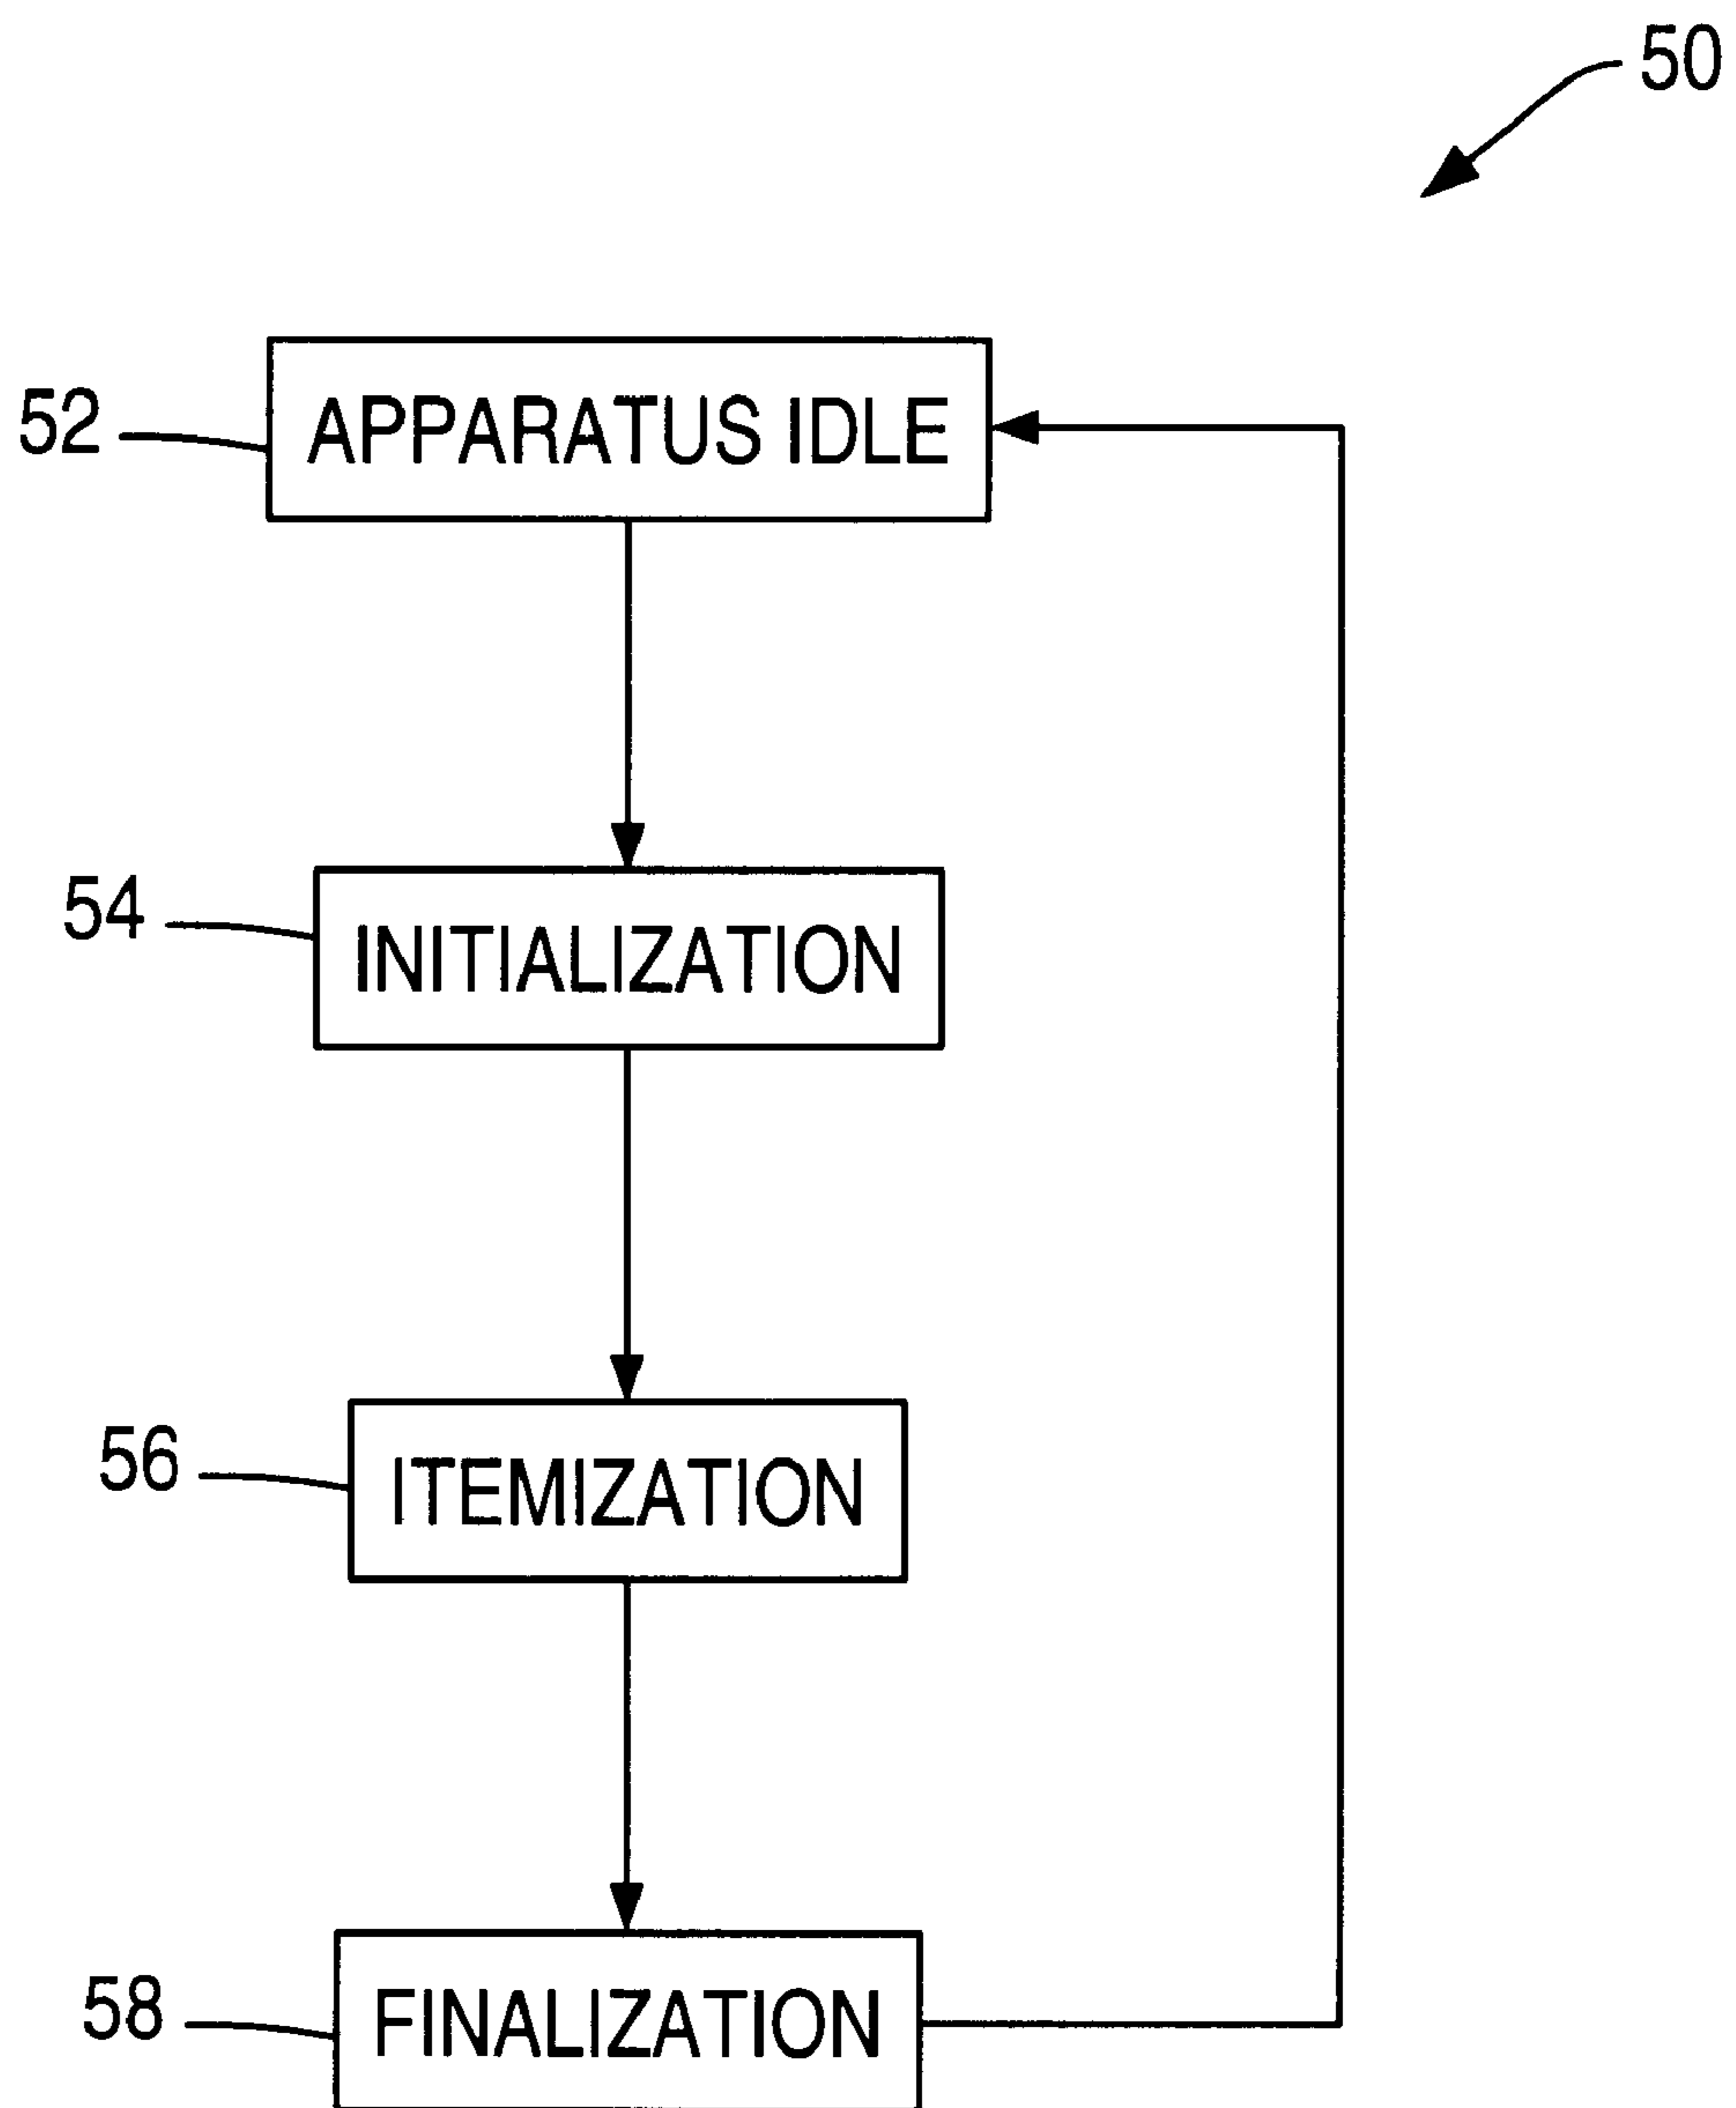 50
52
APPARATUS IDLE
54
INITIALIZATION
56
ITEMIZATION
58
FINALIZATION